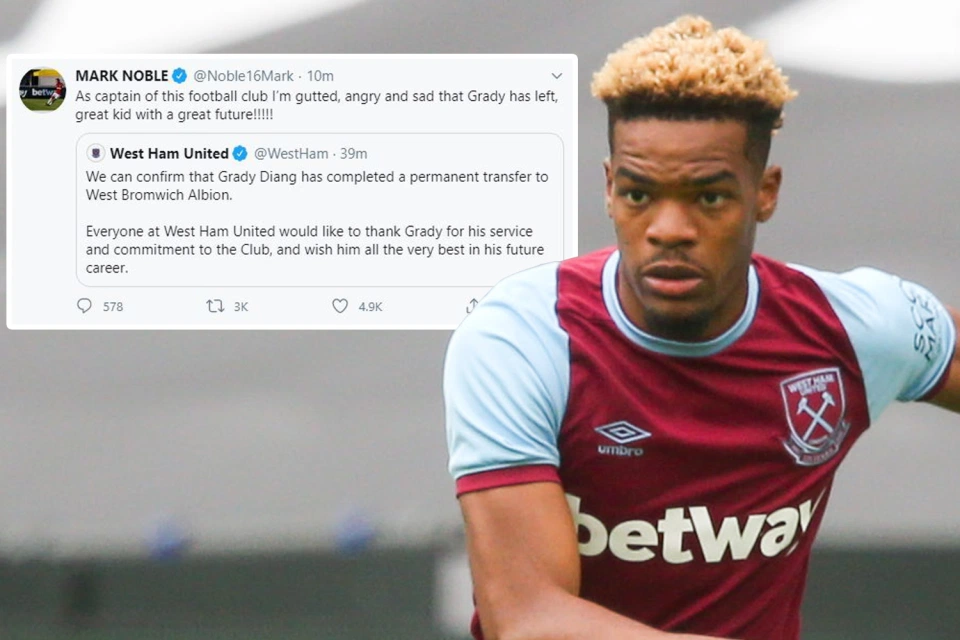 MARK NOBLE @Noble16Mark · 10m
As captain of this football club I'm gutted, angry and sad that Grady has left,
great kid with a great future!!!!!
West Ham United @WestHam · 39m
We can confirm that Grady Diang has completed a permanent transfer to
West Bromwich Albion.
Everyone at West Ham United would like to thank Grady for his service
and commitment to the Club, and wish him all the very best in his future
career.
578 3K 4.9K
WEST HAM
UNITED
umbro
betway